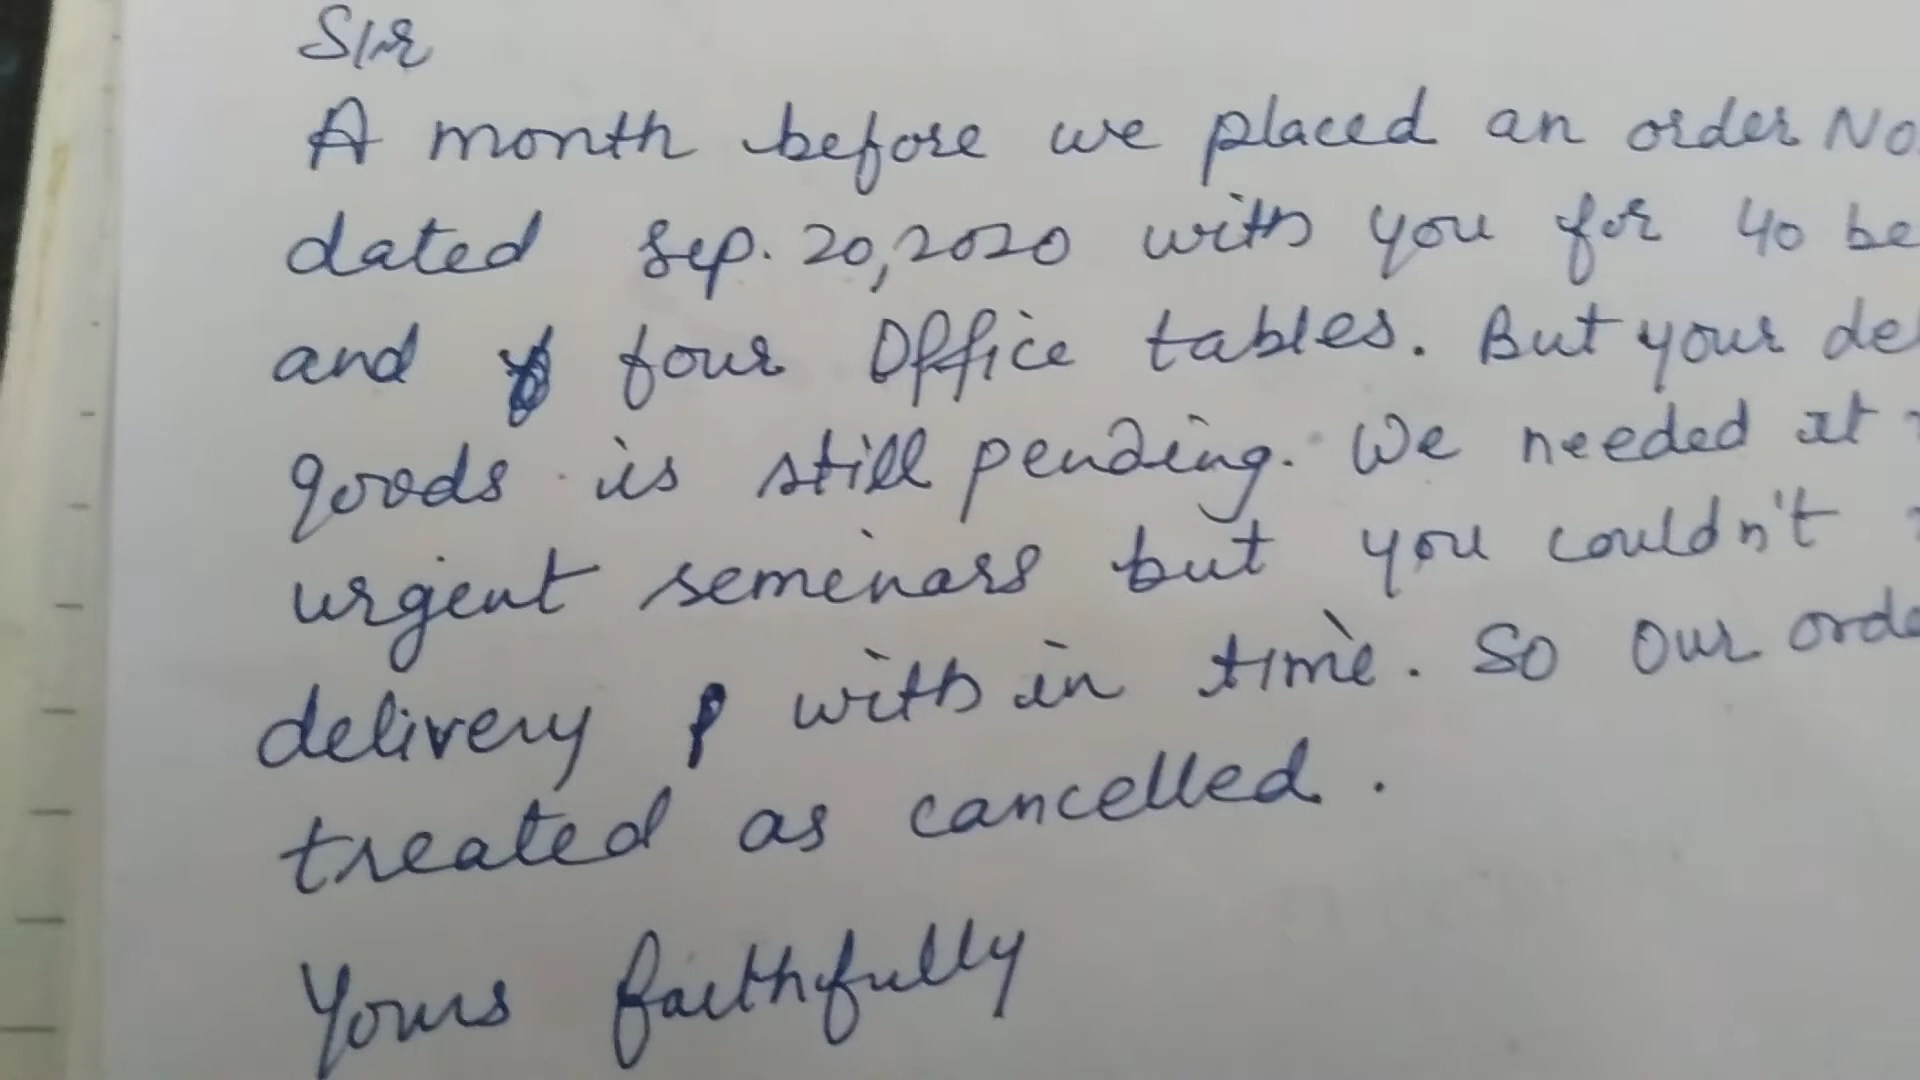 Sir
A month before we placed an order No.
dated Sep. 20, 2020 with you for 40 be
and four Office tables. But your de
goods is still pending. We needed at
urgent seminars but you couldn't
delivery with in time. So our orde
treated as cancelled.
Yours faithfully